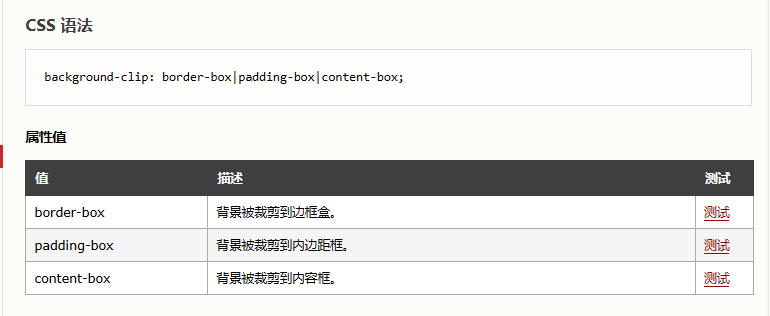 CSS 语法
background-clip: border-box|padding-box|content-box;
属性值
值 描述 测试
border-box 背景被裁剪到边框盒。 测试
padding-box 背景被裁剪到内边距框。 测试
content-box 背景被裁剪到内容框。 测试